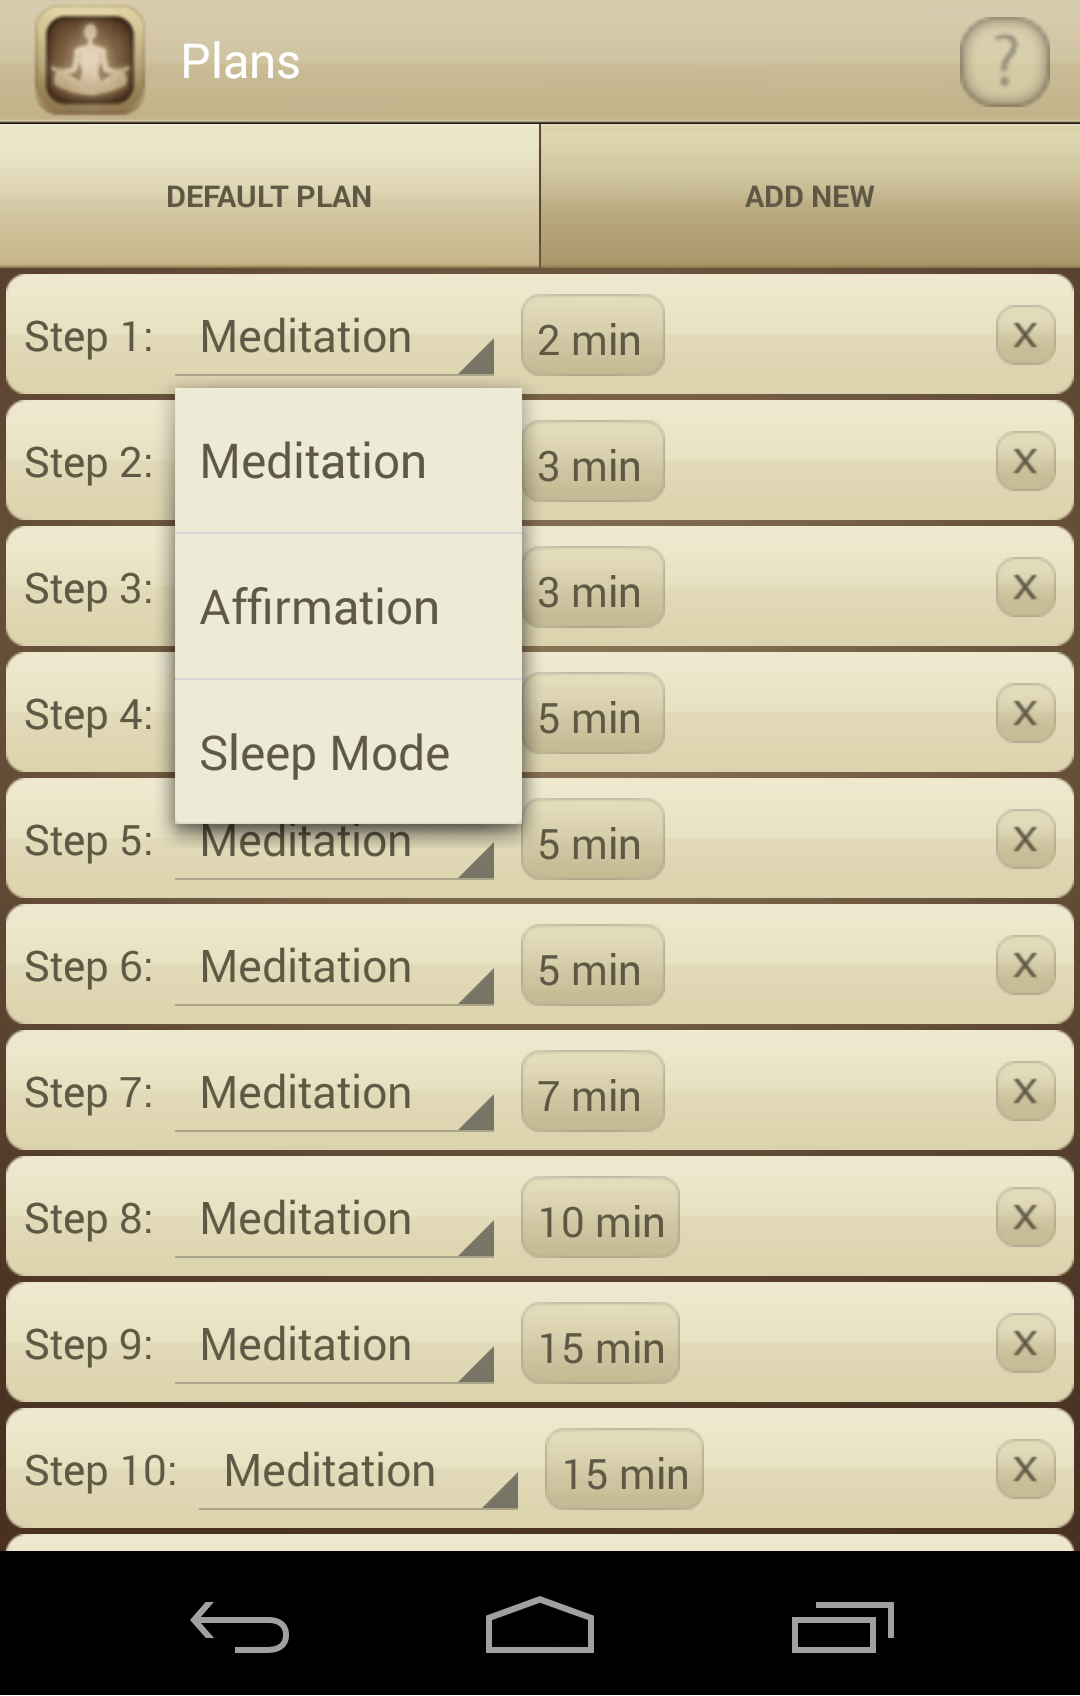 Plans
?
DEFAULT PLAN ADD NEW
Step 1: Meditation 2 min X
Meditation
Affirmation
Sleep Mode
Step 2: 3 min X
Step 3: 3 min X
Step 4: 5 min X
Step 5: Meditation 5 min X
Step 6: Meditation 5 min X
Step 7: Meditation 7 min X
Step 8: Meditation 10 min X
Step 9: Meditation 15 min X
Step 10: Meditation 15 min X